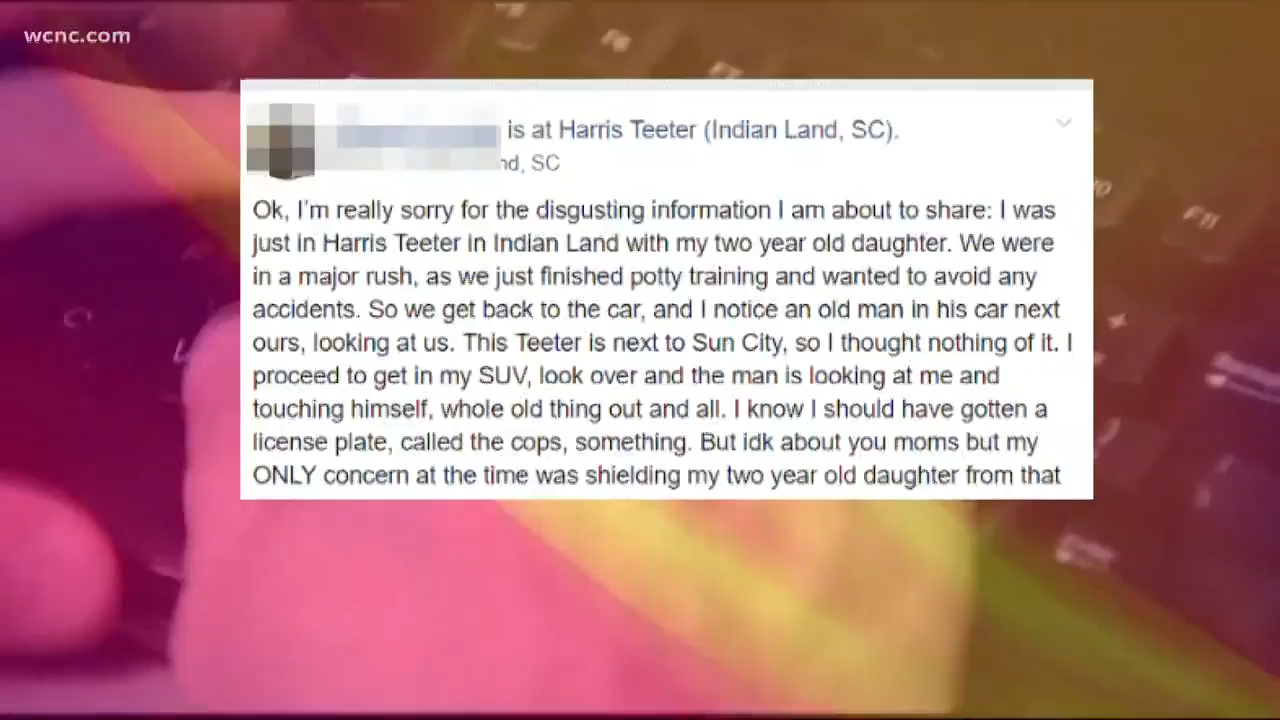 wcnc.com
is at Harris Teeter (Indian Land, SC).
nd, SC
Ok, I'm really sorry for the disgusting information I am about to share: I was
just in Harris Teeter in Indian Land with my two year old daughter. We were
in a major rush, as we just finished potty training and wanted to avoid any
accidents. So we get back to the car, and I notice an old man in his car next
ours, looking at us. This Teeter is next to Sun City, so I thought nothing of it. I
proceed to get in my SUV, look over and the man is looking at me and
touching himself, whole old thing out and all. I know I should have gotten a
license plate, called the cops, something. But idk about you moms but my
ONLY concern at the time was shielding my two year old daughter from that
F11